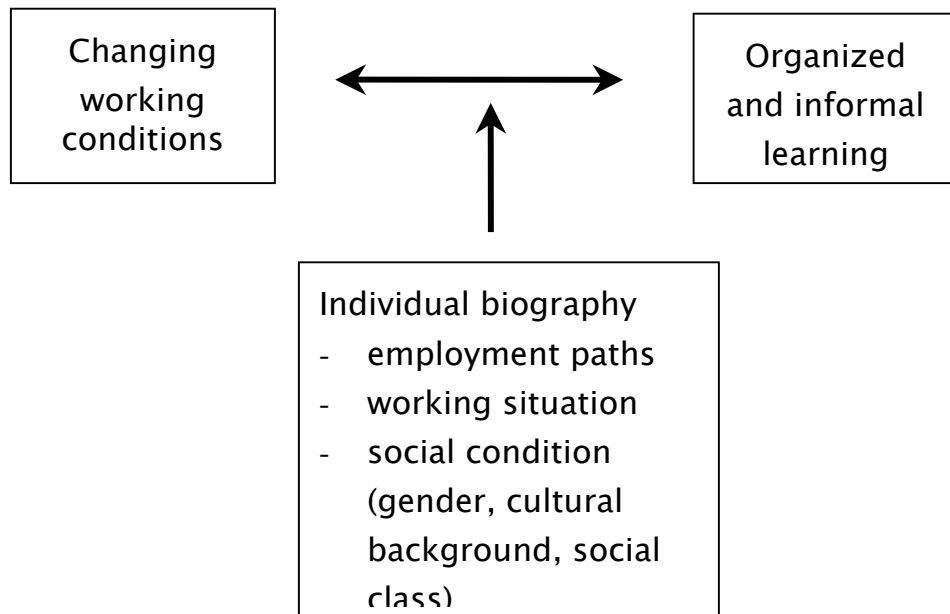 Changing
working
conditions
Organized
and informal
learning
Individual biography
- employment paths
- working situation
- social condition
(gender, cultural
background, social
class)